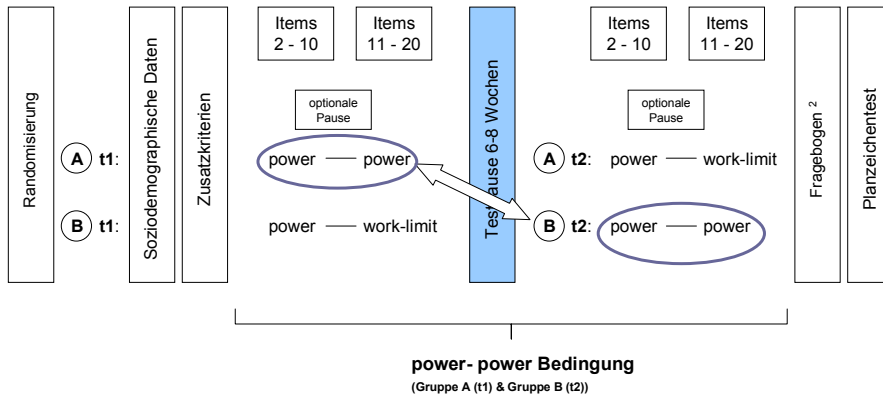 Items
2 - 10
Items
11 - 20
Items
2 - 10
Items
11 - 20
Randomisierung
Soziodemographische Daten
Zusatzkriterien
optionale
Pause
Testpause 6-8 Wochen
optionale
Pause
Fragebogen ²
Planzeichentest
A t1:
power power
A t2:
power work-limit
B t1:
power work-limit
B t2:
power power
power- power Bedingung
(Gruppe A (t1) & Gruppe B (t2))